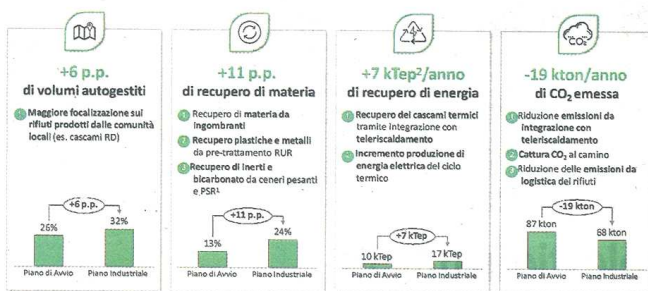 +6 p.p.
di volumi autogestiti
Maggiore focalizzazione sui
rifiuti prodotti dalle comunità
locali (es. cascami RD)
+6 p.p.
26%
32%
Piano di Avvio
Piano Industriale
+11 p.p.
di recupero di materia
1 Recupero di materia da
ingombranti
2 Recupero plastiche e metalli
da pre-trattamento RUR
3 Recupero di inerti e
bicarbonato da ceneri pesanti
e PSR¹
+11 p.p.
13%
24%
Piano di Avvio
Piano Industriale
+7 kTep²/anno
di recupero di energia
Recupero dei cascami termici
tramite integrazione con
teleriscaldamento
Incremento produzione di
energia elettrica del ciclo
termico
+7 kTep
10 kTep
17 kTep
Piano di Avvio
Piano Industriale
CO₂
-19 kton/anno
di CO₂ emessa
1 Riduzione emissioni da
integrazione con
teleriscaldamento
2 Cattura CO₂ al camino
3 Riduzione delle emissioni da
logistica dei rifiuti
-19 kton
87 kton
68 kton
Piano di Avvio
Piano Industriale